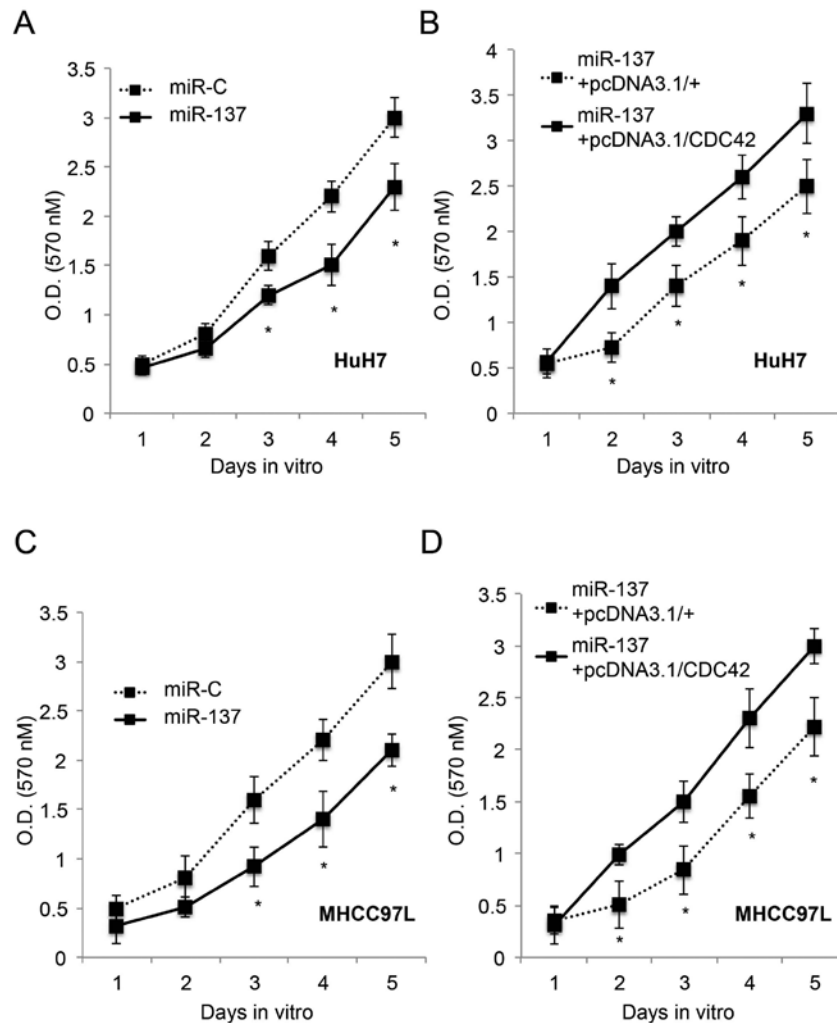 A
miR-C
miR-137
3.5
3
2.5
2
1.5
1
0.5
0
O.D. (570 nM)
*
*
*
HuH7
1 2 3 4 5
Days in vitro
B
miR-137
+pcDNA3.1/+
miR-137
+pcDNA3.1/CDC42
4
3.5
3
2.5
2
1.5
1
0.5
0
O.D. (570 nM)
*
*
*
*
HuH7
1 2 3 4 5
Days in vitro
C
miR-C
miR-137
3.5
3
2.5
2
1.5
1
0.5
0
O.D. (570 nM)
*
*
*
MHCC97L
1 2 3 4 5
Days in vitro
D
miR-137
+pcDNA3.1/+
miR-137
+pcDNA3.1/CDC42
3.5
3
2.5
2
1.5
1
0.5
0
O.D. (570 nM)
*
*
*
*
MHCC97L
1 2 3 4 5
Days in vitro